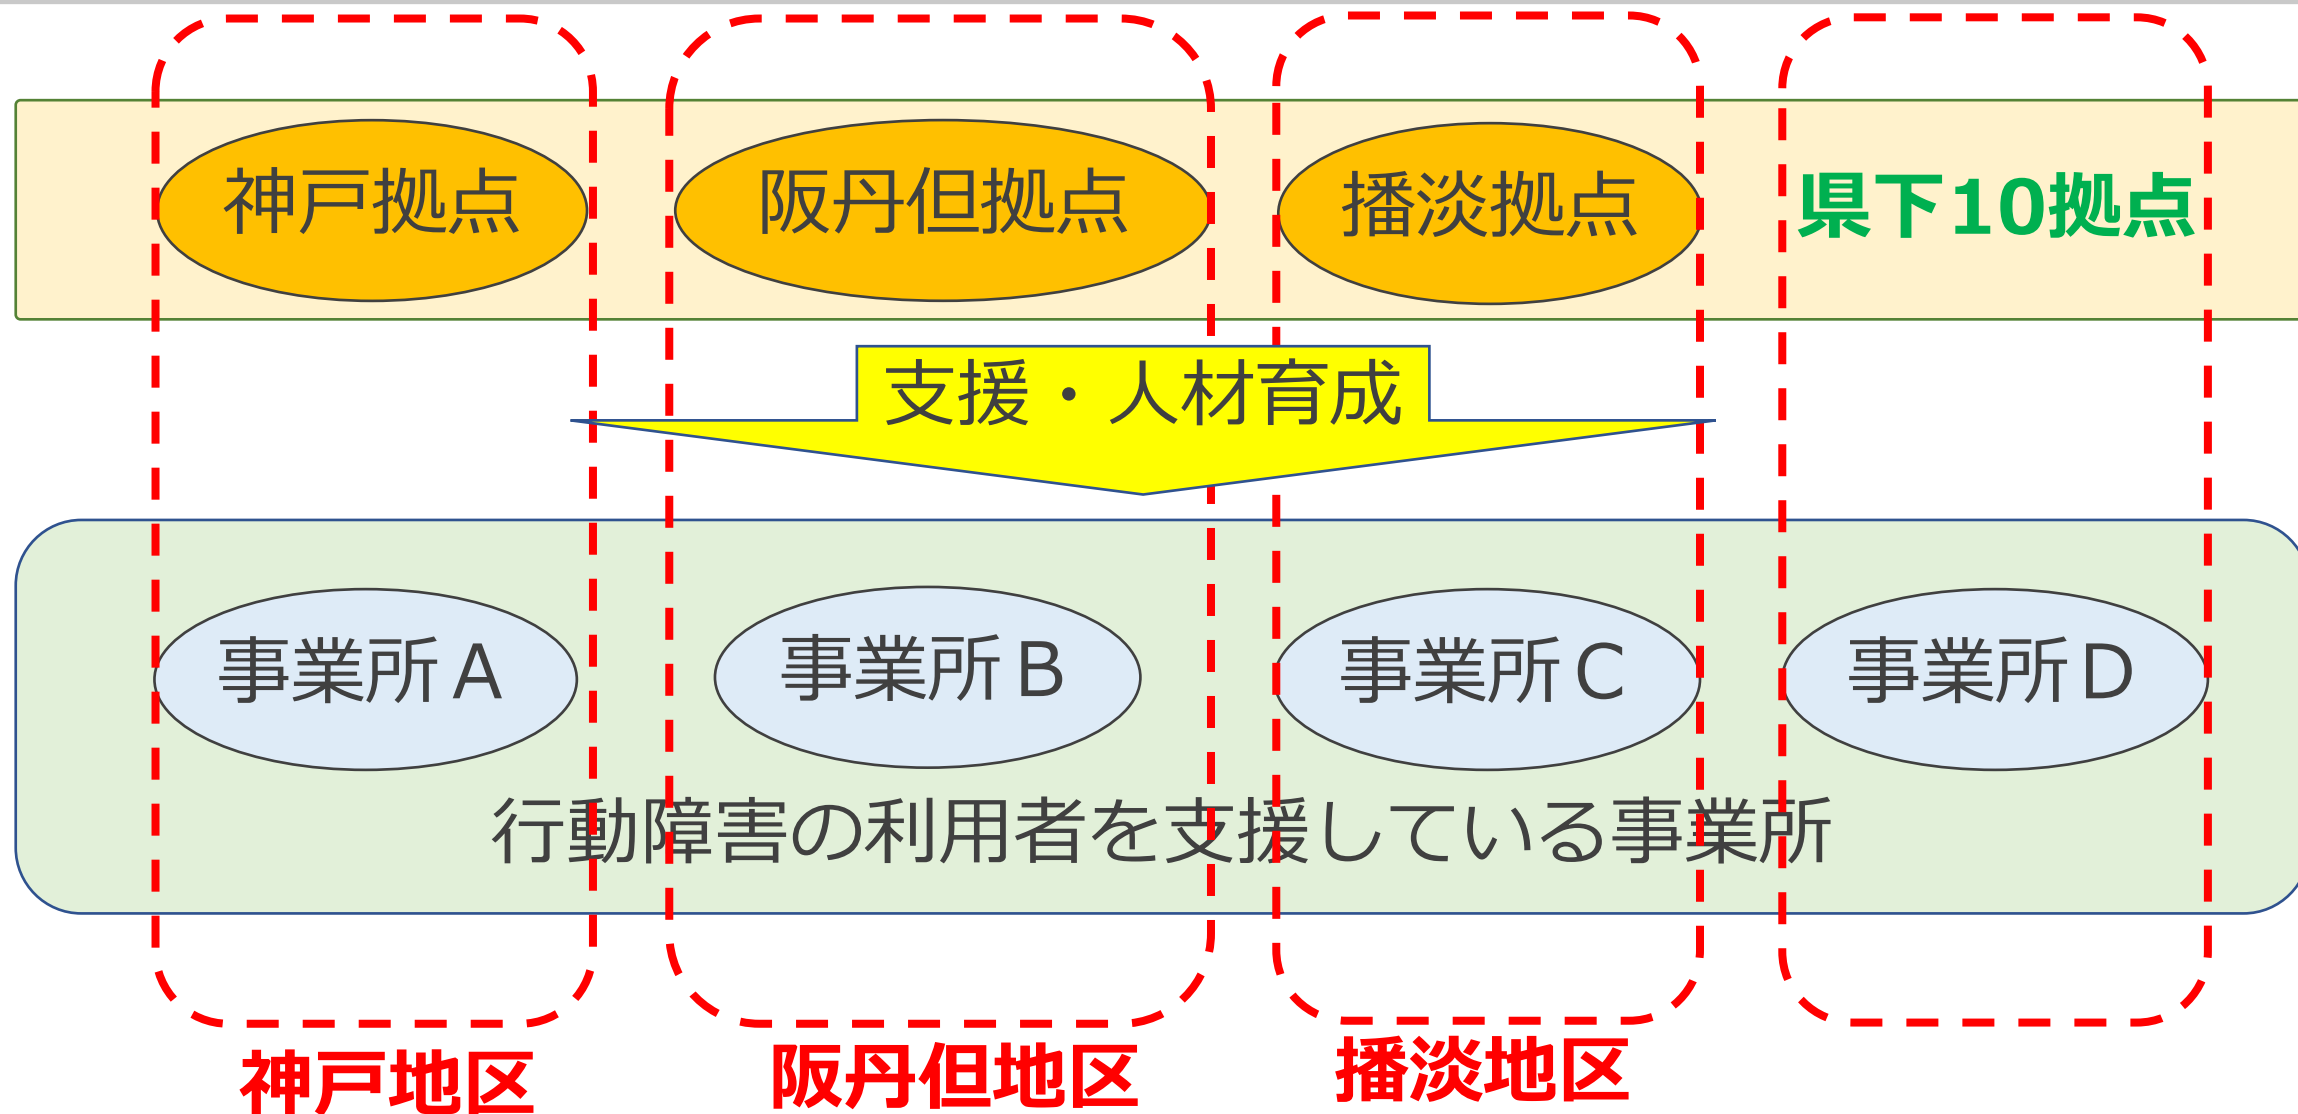 神戸拠点
阪丹但拠点
播淡拠点
県下10拠点
支援・人材育成
事業所A
事業所B
事業所C
事業所D
行動障害の利用者を支援している事業所
神戸地区
阪丹但地区
播淡地区